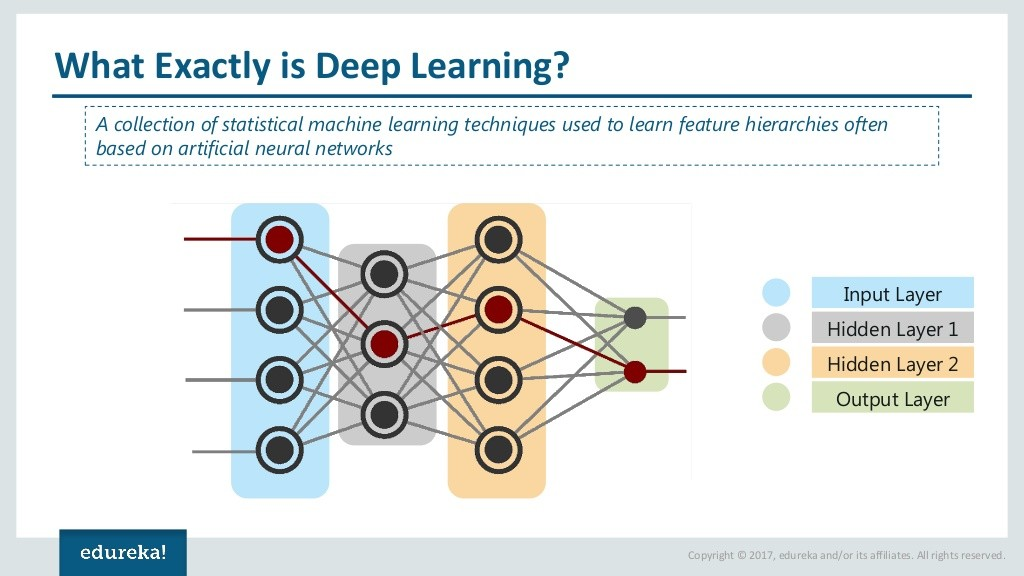 What Exactly is Deep Learning?
A collection of statistical machine learning techniques used to learn feature hierarchies often
based on artificial neural networks
Input Layer
Hidden Layer 1
Hidden Layer 2
Output Layer
edureka!
Copyright © 2017, edureka and/or its affiliates. All rights reserved.